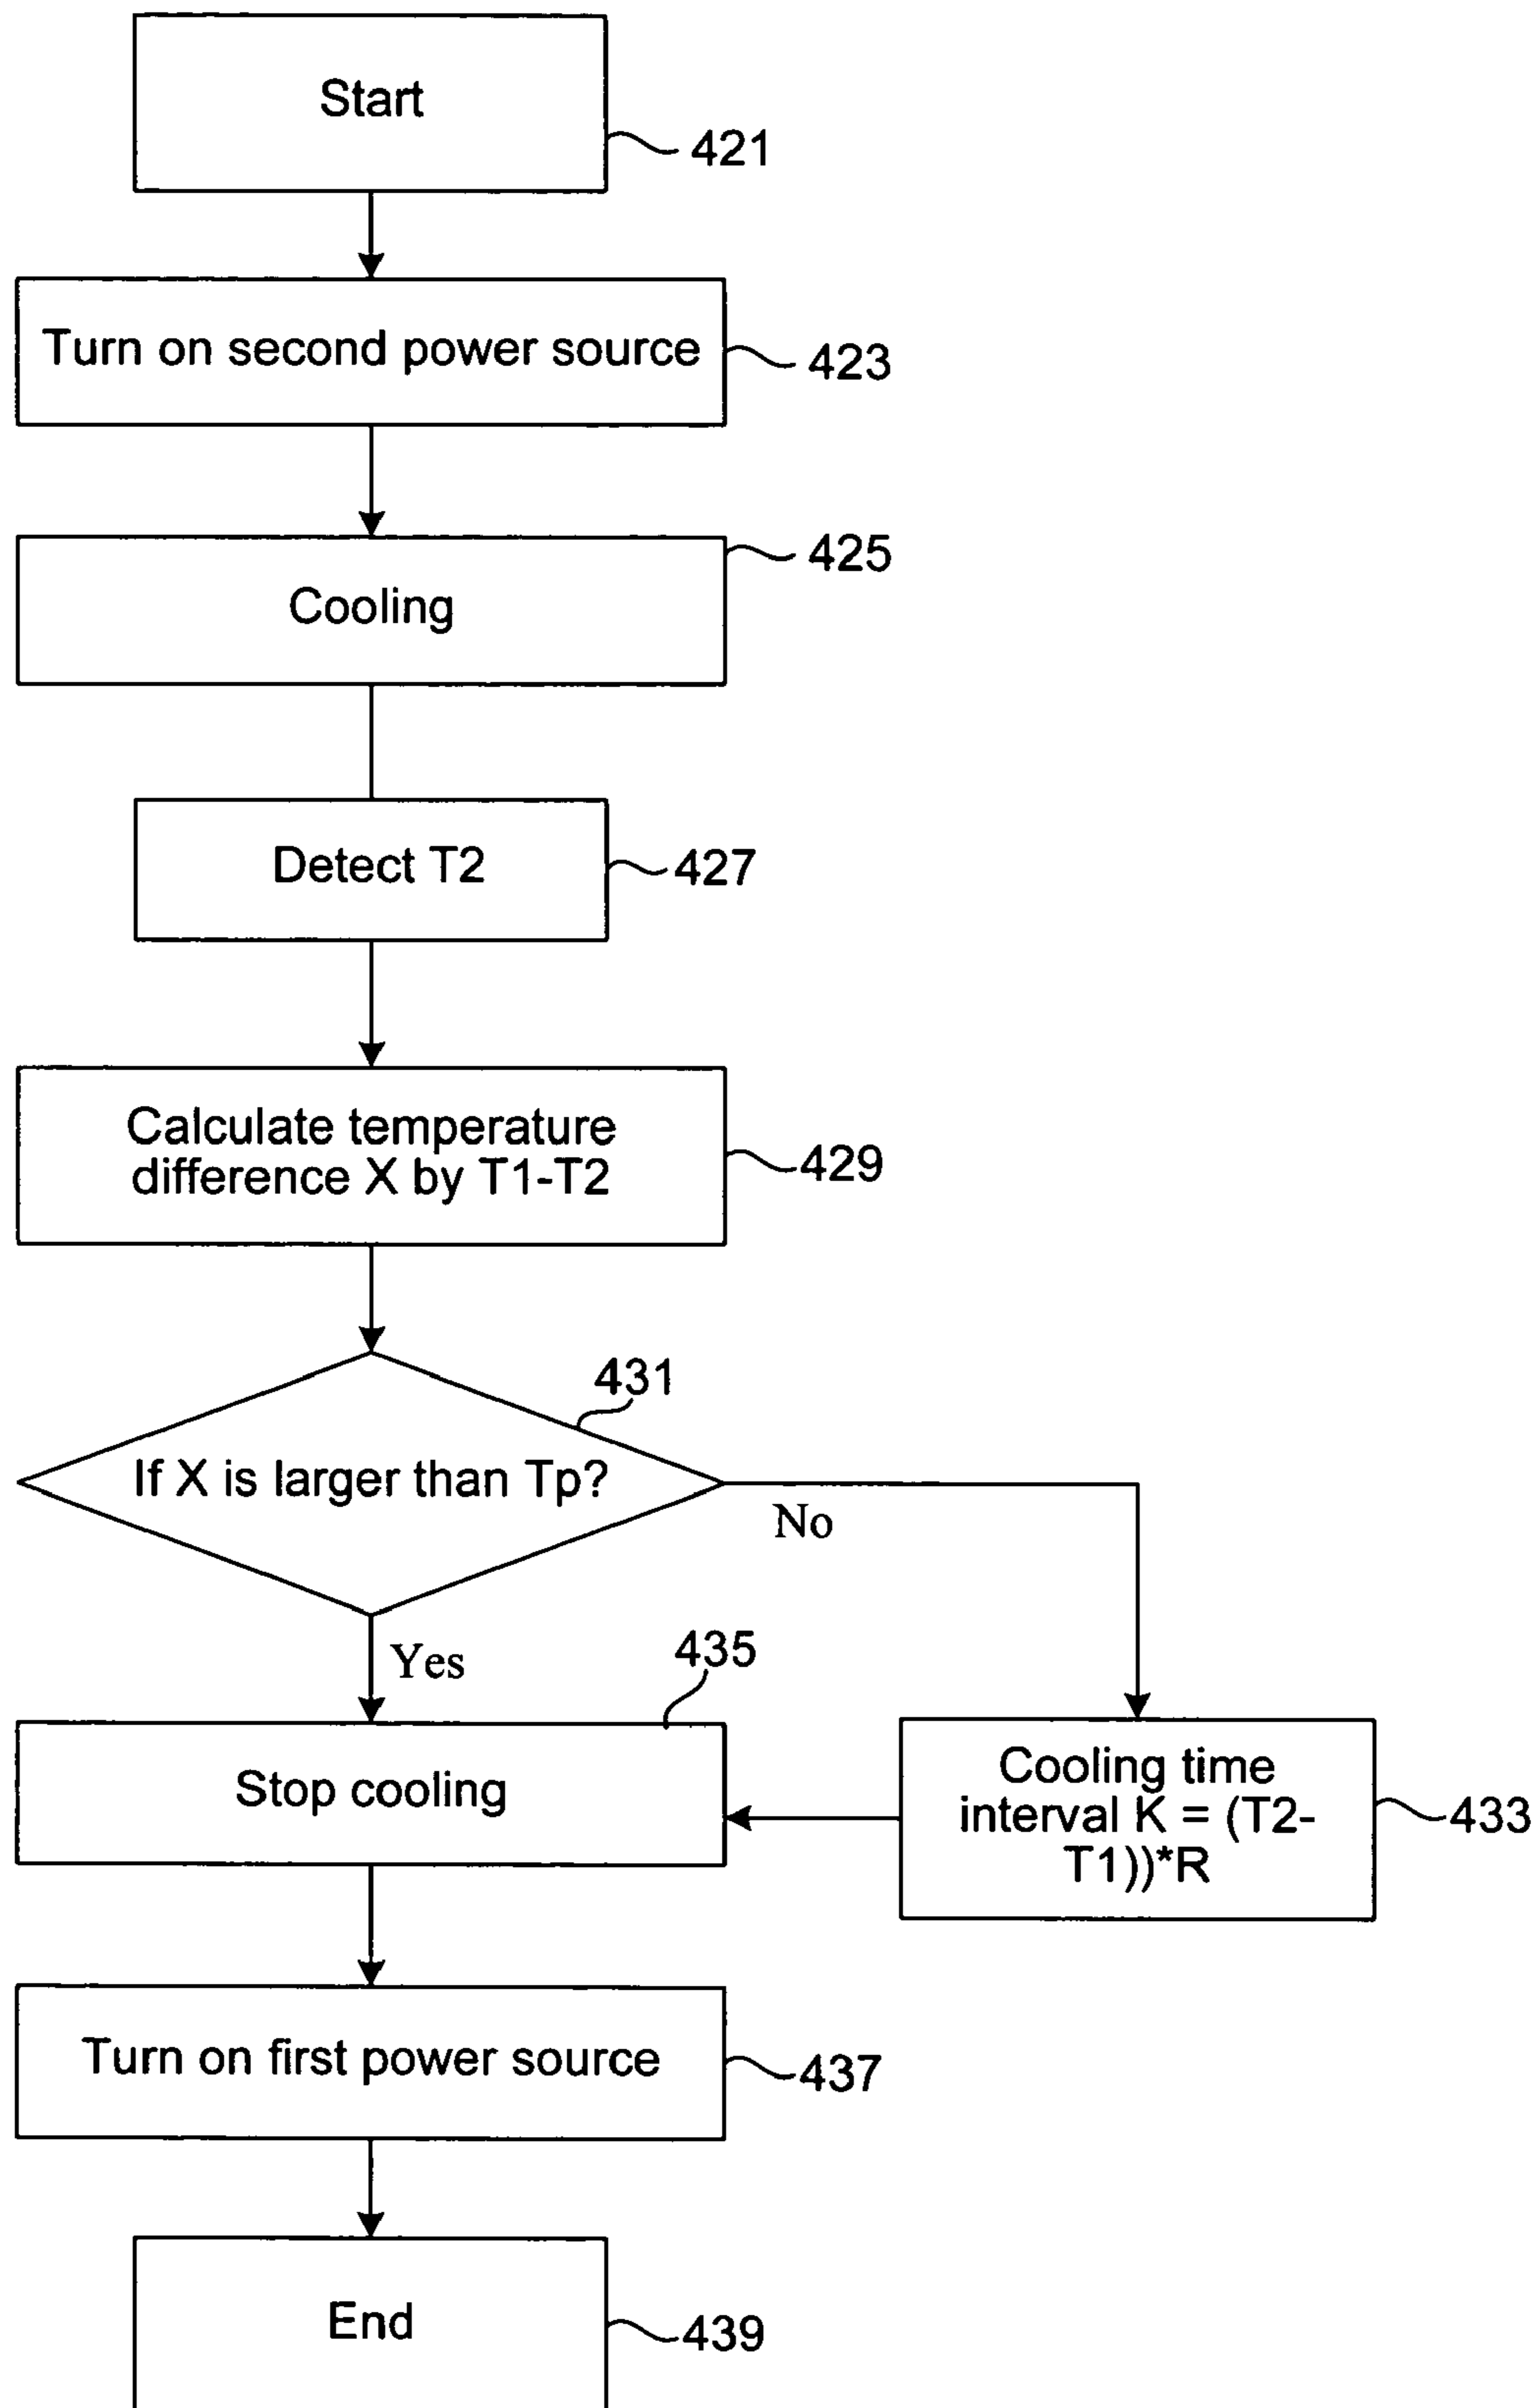 Start
421
Turn on second power source
423
425
Cooling
Detect T2
427
Calculate temperature
difference X by T1-T2
429
431
If X is larger than Tp?
No
Yes
435
Stop cooling
Cooling time
interval K = (T2-
T1))*R
433
Turn on first power source
437
End
439